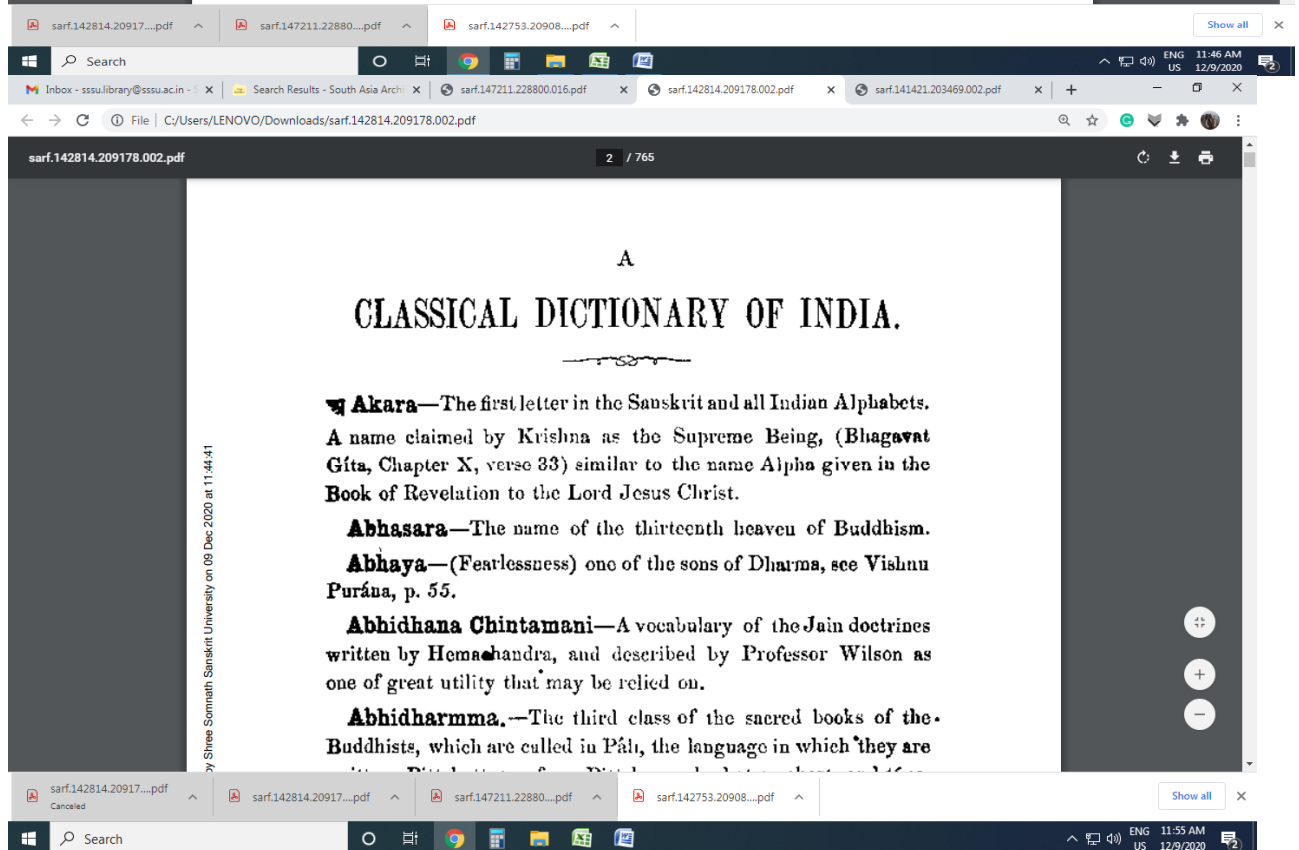 sarf.142814.20917....pdf
sarf.147211.22880....pdf
sarf.142753.20908....pdf
Show all
Search
ENG 11:46 AM
US 12/9/2020
2
Inbox - sssu.library@sssu.ac.in - S
Search Results - South Asia Archi
sarf.147211.228800.016.pdf
sarf.142814.209178.002.pdf
sarf.141421.203469.002.pdf
File | C:/Users/LENOVO/Downloads/sarf.142814.209178.002.pdf
sarf.142814.209178.002.pdf
2 / 765
A
CLASSICAL DICTIONARY OF INDIA.
अ Akara—The first letter in the Sanskrit and all Indian Alphabets.
A name claimed by Krishna as the Supreme Being, (Bhagavat
Gíta, Chapter X, verse 33) similar to the name Alpha given in the
Book of Revelation to the Lord Jesus Christ.
Abhasara—The name of the thirteenth heaven of Buddhism.
Abhaya—(Fearlessness) one of the sons of Dharma, see Vishnu
Purána, p. 55.
Abhidhana Chintamani—A vocabulary of the Jain doctrines
written by Hemachandra, and described by Professor Wilson as
one of great utility that may be relied on.
Abhidharmma.—The third class of the sacred books of the
Buddhists, which are called in Páli, the language in which they are
by Shree Somnath Sanskrit University on 09 Dec 2020 at 11:44:41
sarf.142814.20917....pdf
Canceled
sarf.142814.20917....pdf
sarf.147211.22880....pdf
sarf.142753.20908....pdf
Show all
Search
ENG 11:55 AM
US 12/9/2020
2